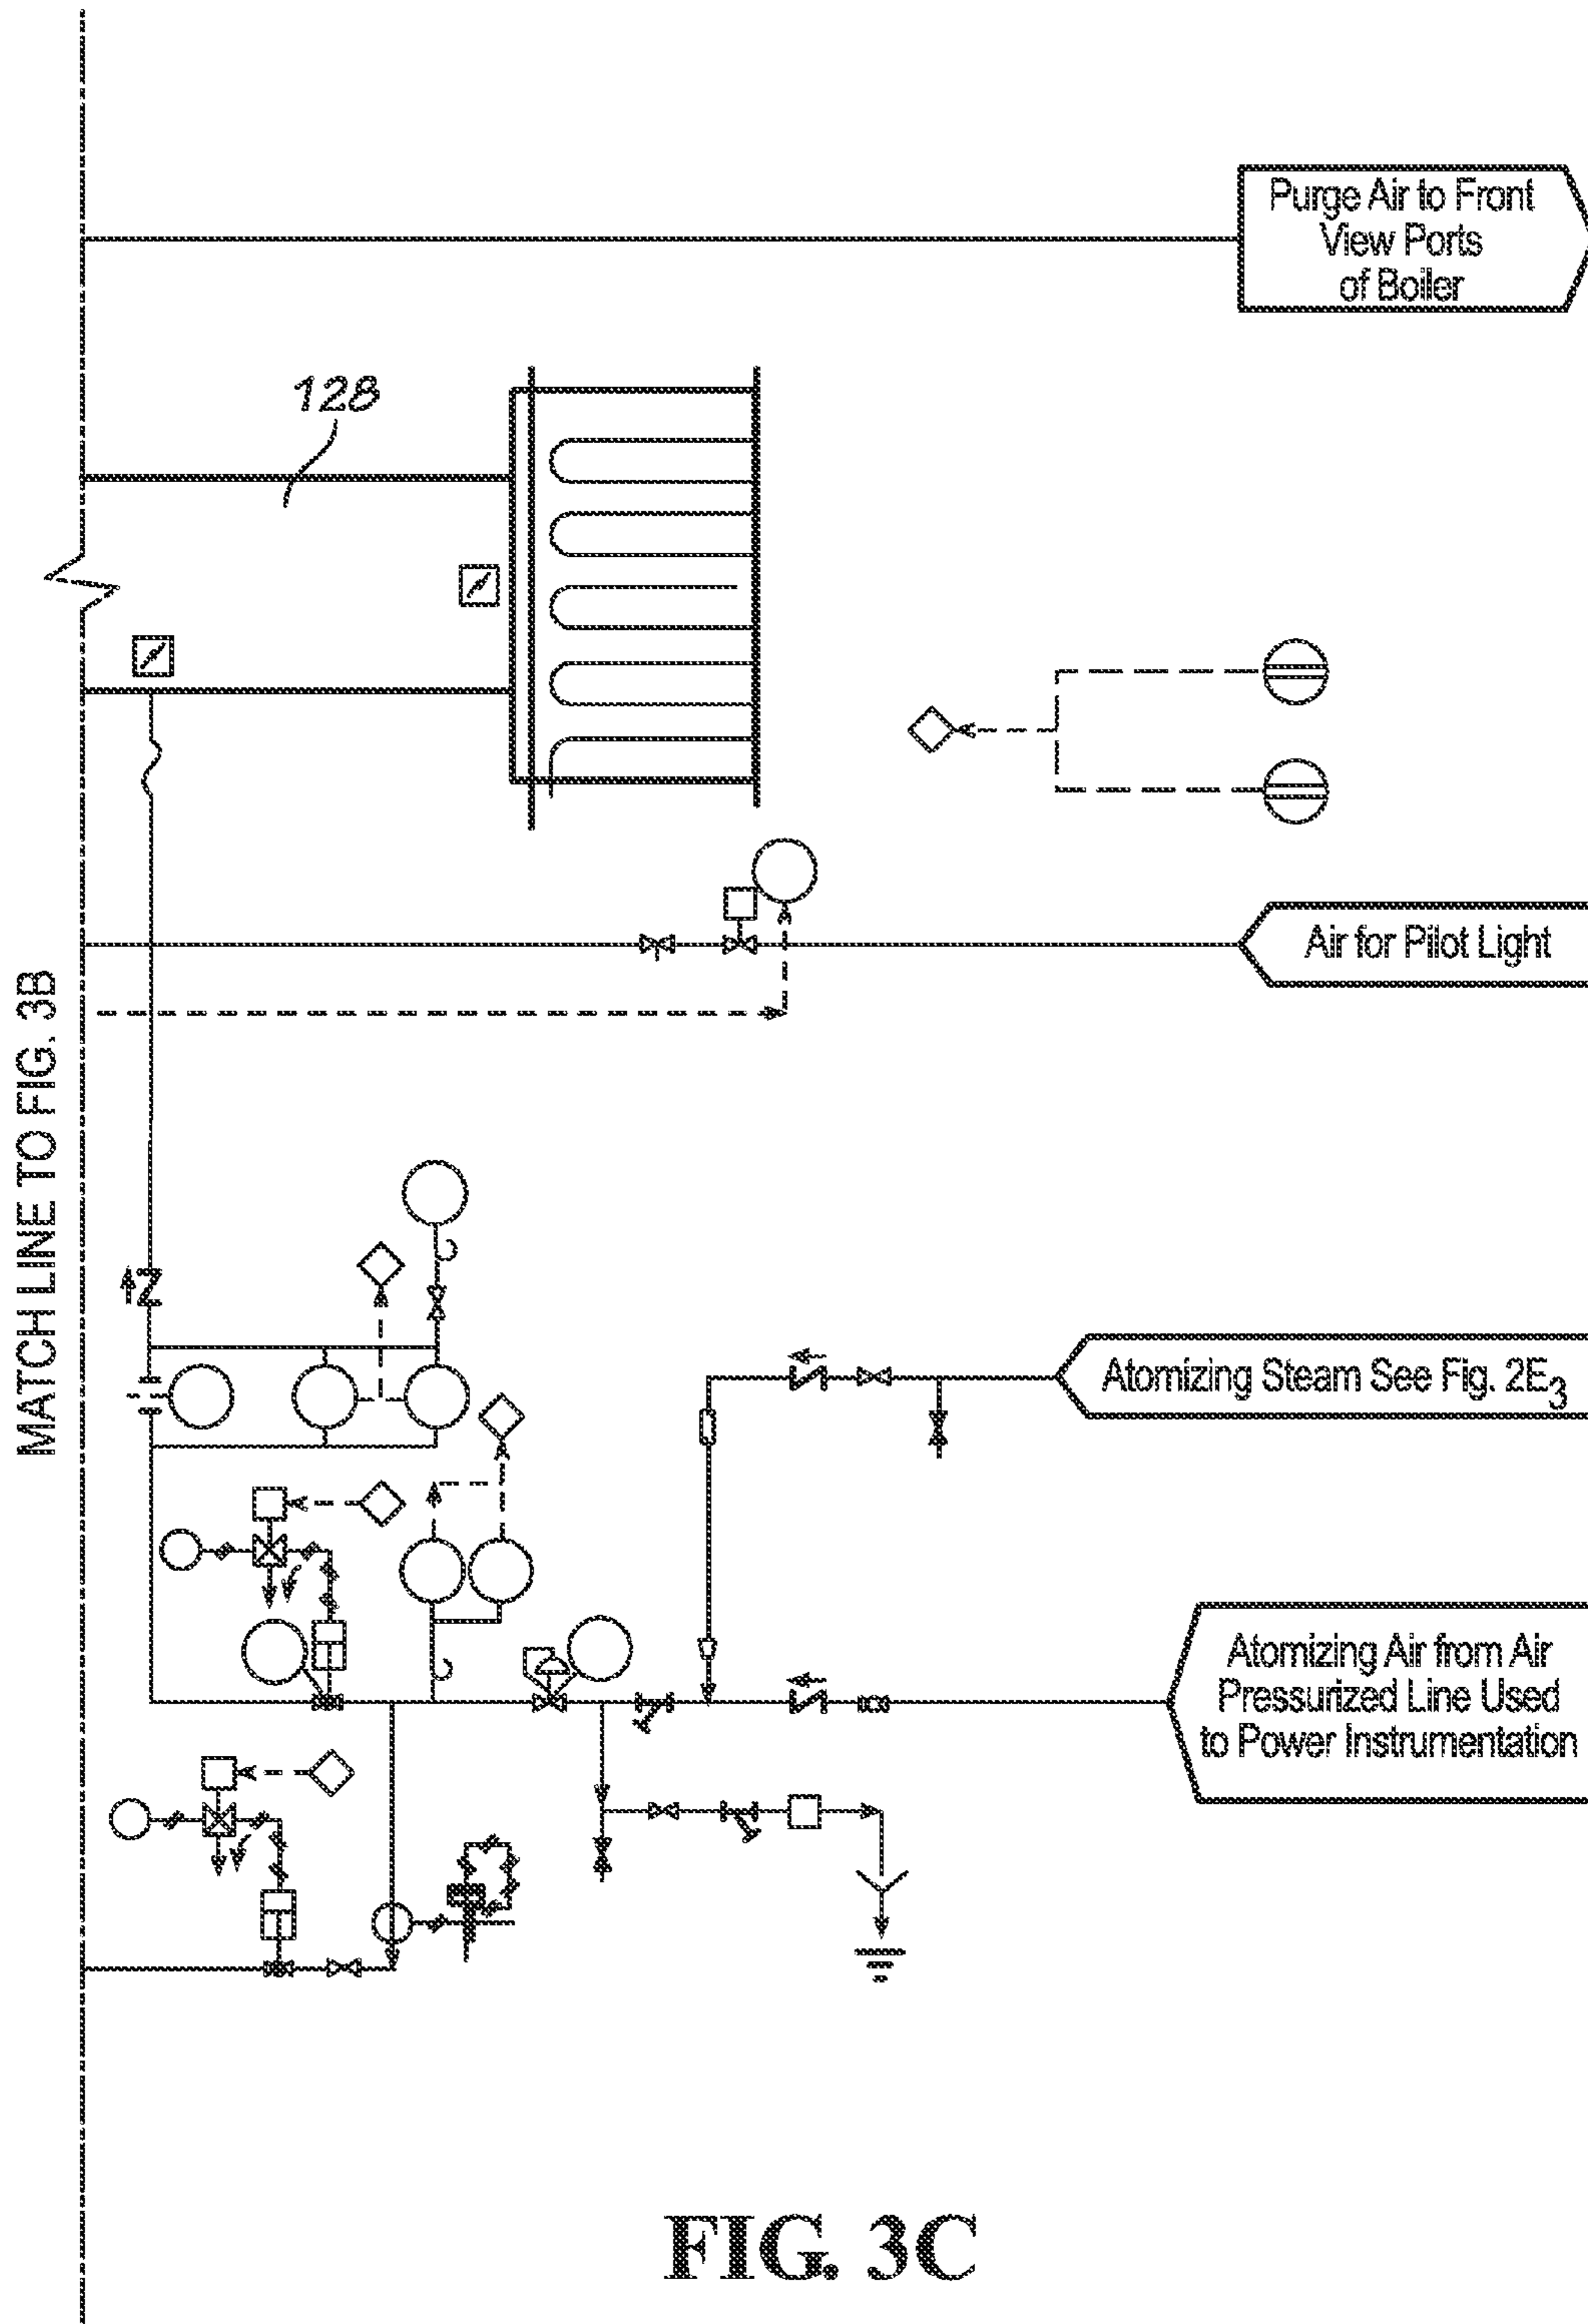 Purge Air to Front
View Ports
of Boiler
128
Air for Pilot Light
MATCH LINE TO FIG. 3B
Atomizing Steam See Fig. 2E3
Atomizing Air from Air
Pressurized Line Used
to Power Instrumentation
FIG. 3C